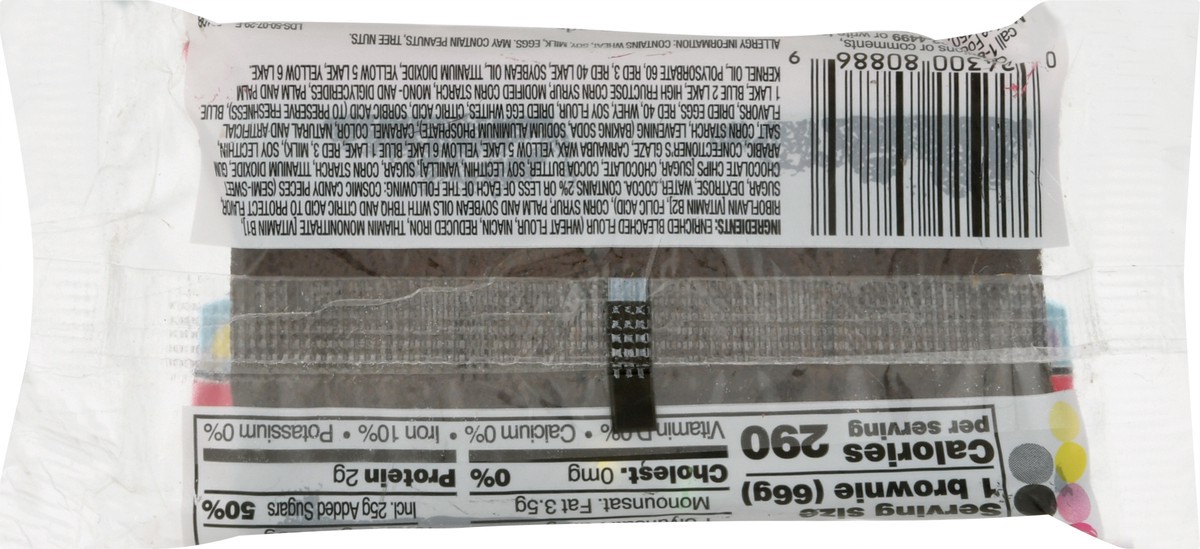 Serving size
1 brownie (66g)
Calories
per serving
290
Monounsat. Fat 3.5g
Cholest. 0mg 0%
Incl. 25g Added Sugars 50%
Protein 2g
Vitamin D 0% • Calcium 0% • Iron 10% • Potassium 0%
INGREDIENTS: ENRICHED BLEACHED FLOUR (WHEAT FLOUR, NIACIN, REDUCED IRON, THIAMIN MONONITRATE [VITAMIN B1],
RIBOFLAVIN [VITAMIN B2], FOLIC ACID), CORN SYRUP, PALM AND SOYBEAN OILS WITH TBHQ AND CITRIC ACID TO PROTECT FLAVOR,
SUGAR, DEXTROSE, WATER, COCOA, CONTAINS 2% OR LESS OF EACH OF THE FOLLOWING: COSMIC CANDY PIECES (SEMI-SWEET
CHOCOLATE CHIPS [SUGAR, CHOCOLATE, COCOA BUTTER, SOY LECITHIN, VANILLA], SUGAR, CORN STARCH, TITANIUM DIOXIDE, GUM
ARABIC, CONFECTIONER'S GLAZE, CARNAUBA WAX, YELLOW 5 LAKE, YELLOW 6 LAKE, BLUE 1 LAKE, RED 3, MILK), SOY LECITHIN,
SALT, CORN STARCH, LEAVENING (BAKING SODA, SODIUM ALUMINUM PHOSPHATE), CARAMEL COLOR, NATURAL AND ARTIFICIAL
FLAVORS, DRIED EGGS, RED 40, WHEY, SOY FLOUR, DRIED EGG WHITES, CITRIC ACID, SORBIC ACID (TO PRESERVE FRESHNESS), BLUE
1 LAKE, BLUE 2 LAKE, HIGH FRUCTOSE CORN SYRUP, MODIFIED CORN STARCH, MONO- AND DIGLYCERIDES, PALM AND PALM
KERNEL OIL, POLYSORBATE 60, RED 3, RED 40 LAKE, SOYBEAN OIL, TITANIUM DIOXIDE, YELLOW 5 LAKE, YELLOW 6 LAKE
ALLERGY INFORMATION: CONTAINS WHEAT, SOY, MILK, EGGS. MAY CONTAIN PEANUTS, TREE NUTS.
0 24300 80886 9
or comments,